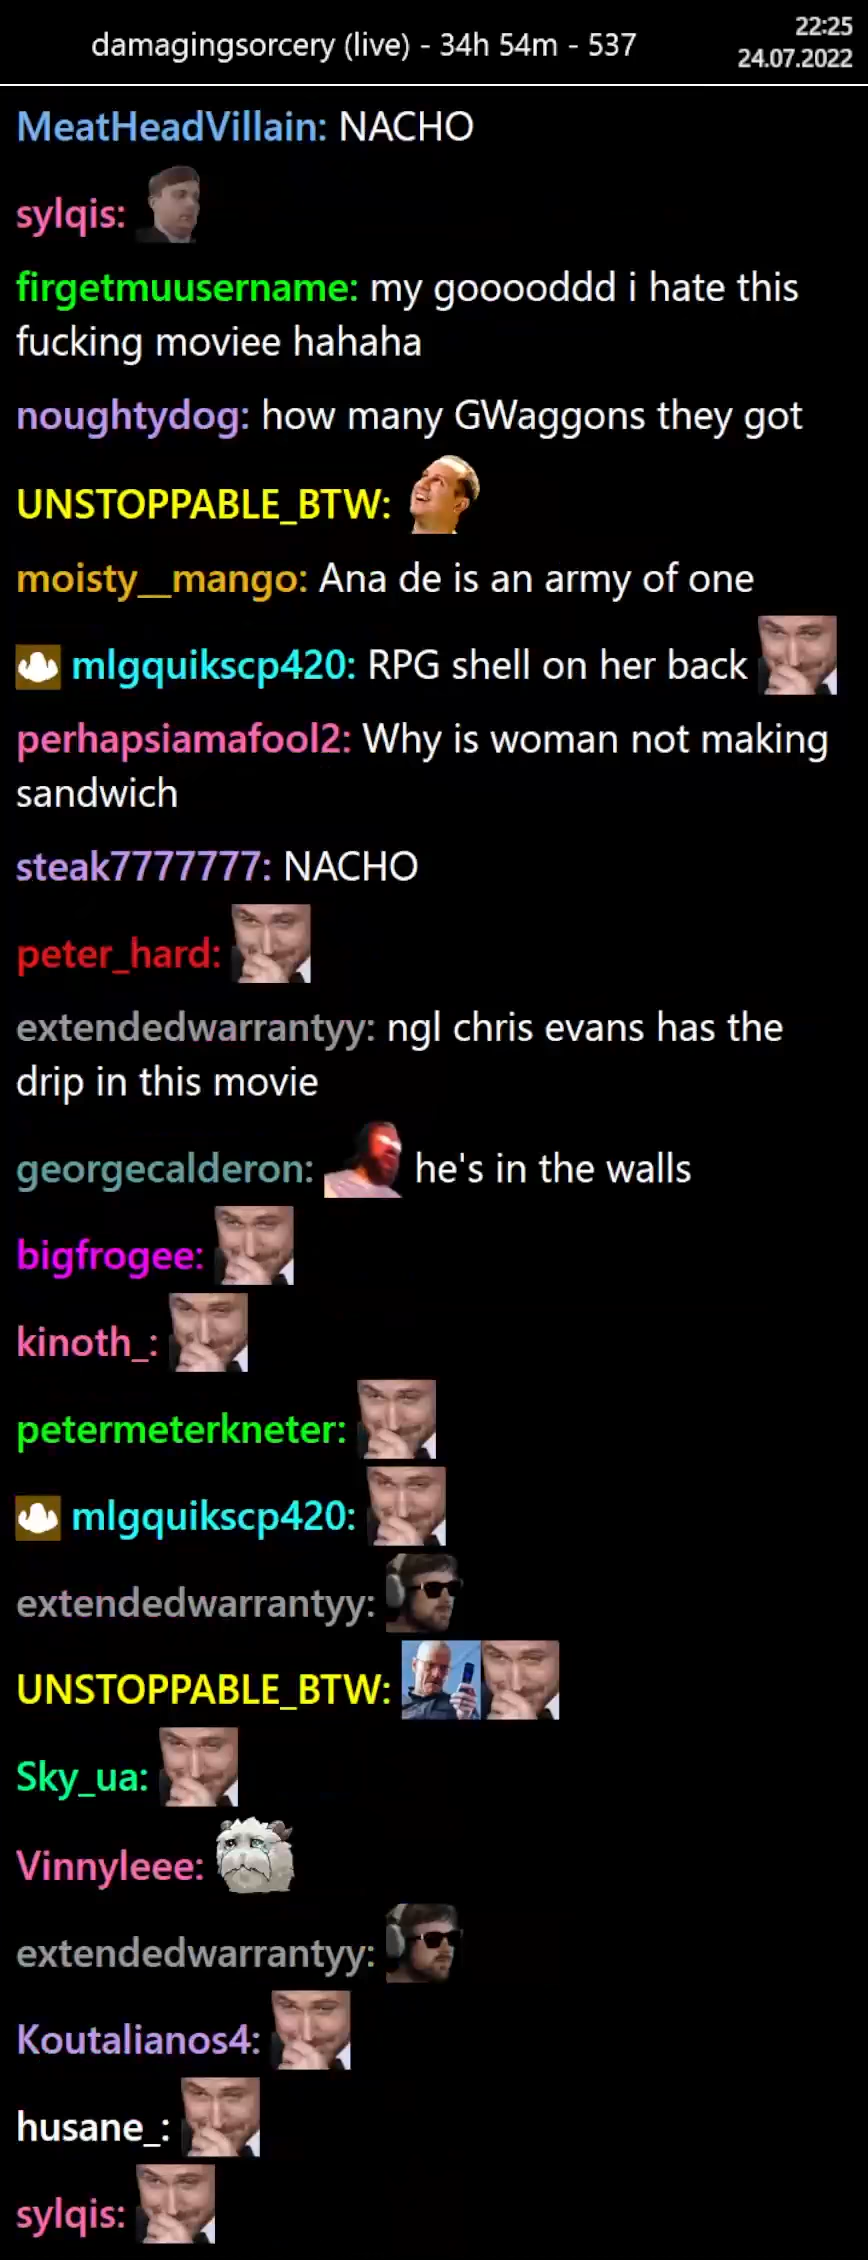 damagingsorcery (live) - 34h 54m - 537
22:25
24.07.2022
MeatHeadVillain: NACHO
sylqis:
firgetmuusername: my gooooddd i hate this
fucking moviee hahaha
noughtydog: how many GWaggons they got
UNSTOPPABLE_BTW:
moisty__mango: Ana de is an army of one
mlgquikscp420: RPG shell on her back
perhapsiamafool2: Why is woman not making
sandwich
steak7777777: NACHO
peter_hard:
extendedwarrantyy: ngl chris evans has the
drip in this movie
georgecalderon: he's in the walls
bigfrogee:
kinoth_:
petermeterkneter:
mlgquikscp420:
extendedwarrantyy:
UNSTOPPABLE_BTW:
Sky_ua:
Vinnyleee:
extendedwarrantyy:
Koutalianos4:
husane_:
sylqis: